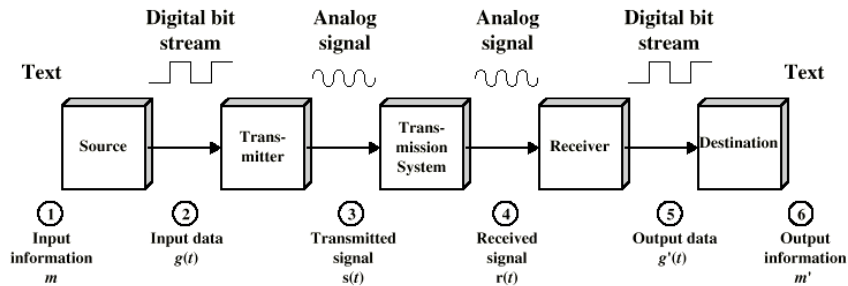 Digital bit
stream
Analog
signal
Analog
signal
Digital bit
stream
Text
Text
Source
Trans-
mitter
Trans-
mission
System
Receiver
Destination
1
2
3
4
5
6
Input
information
m
Input data
g(t)
Transmitted
signal
s(t)
Received
signal
r(t)
Output data
g'(t)
Output
information
m'